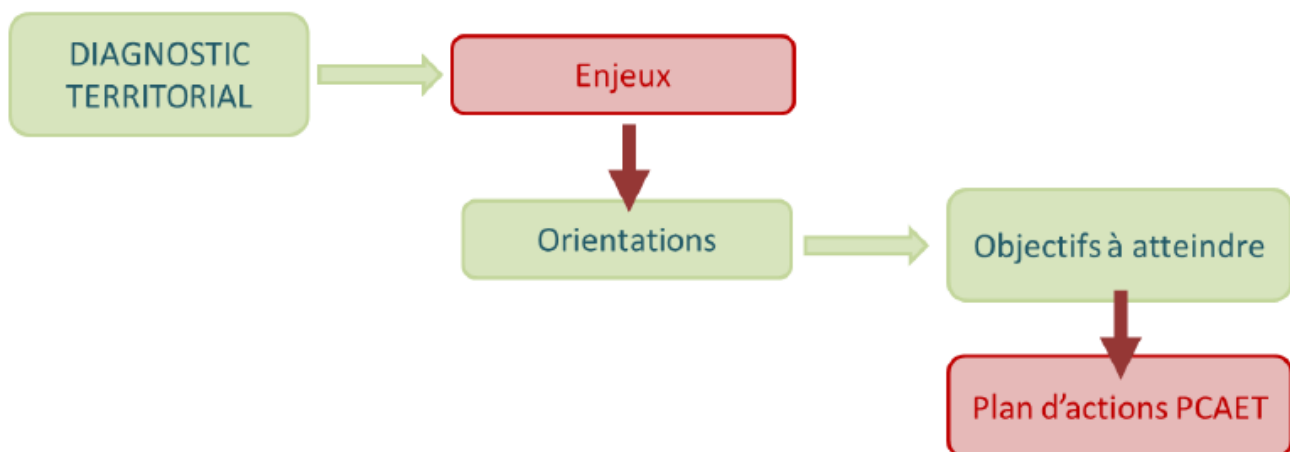 DIAGNOSTIC
TERRITORIAL
Enjeux
Orientations
Objectifs à atteindre
Plan d'actions PCAET